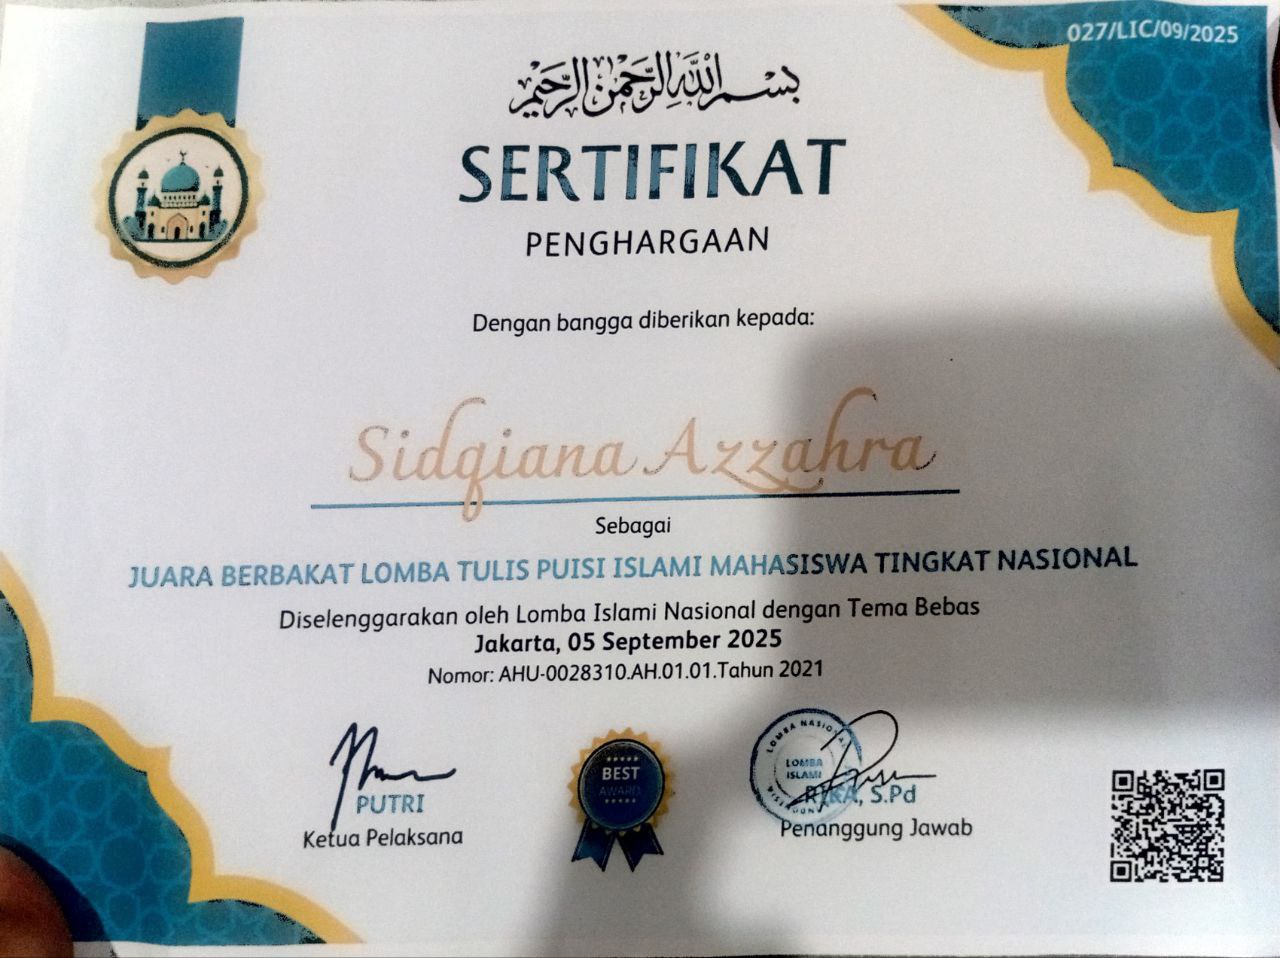 027/LIC/09/2025
بسم الله الرحمن الرحيم
SERTIFIKAT
PENGHARGAAN
Dengan bangga diberikan kepada:
Sidqiana Azzahra
Sebagai
JUARA BERBAKAT LOMBA TULIS PUISI ISLAMI MAHASISWA TINGKAT NASIONAL
Diselenggarakan oleh Lomba Islami Nasional dengan Tema Bebas
Jakarta, 05 September 2025
Nomor: AHU-0028310.AH.01.01.Tahun 2021
PUTRI
Ketua Pelaksana
BEST
AWARD
LOMBA NASIONAL
LOMBA
ISLAMI
RIKA, S.Pd
Penanggung Jawab